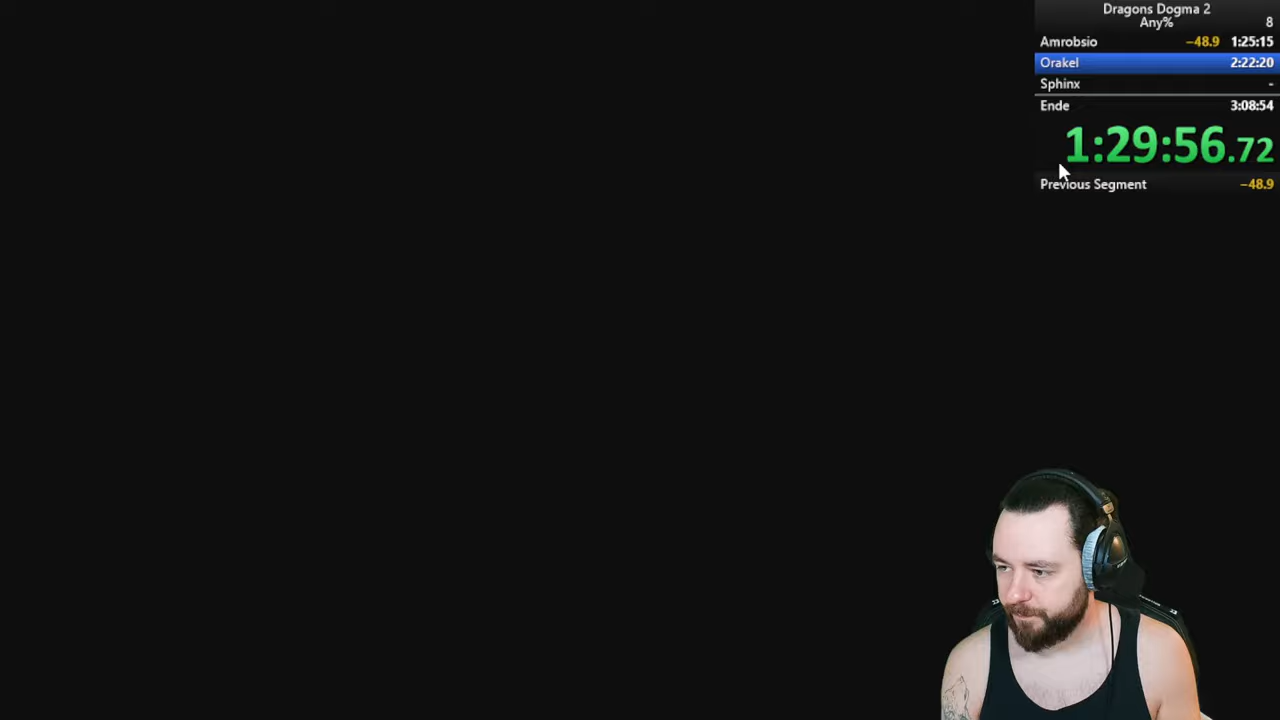 Dragons Dogma 2
Any%
8
Amrobsio -48.9 1:25:15
Orakel 2:22:20
Sphinx -
Ende 3:08:54
1:29:56.72
Previous Segment -48.9